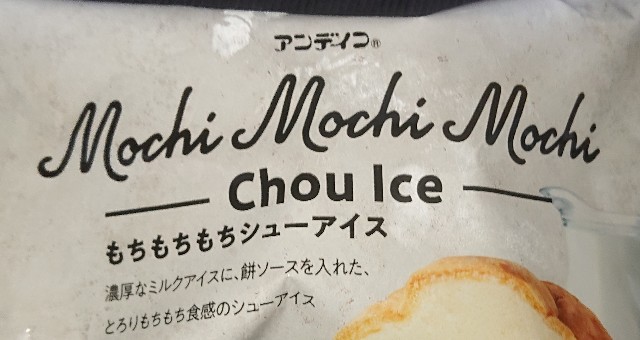 アンデイコ®
Mochi Mochi Mochi
Chou Ice
もちもちもちシューアイス
濃厚なミルクアイスに、餅ソースを入れた、
とろりもちもち食感のシューアイス